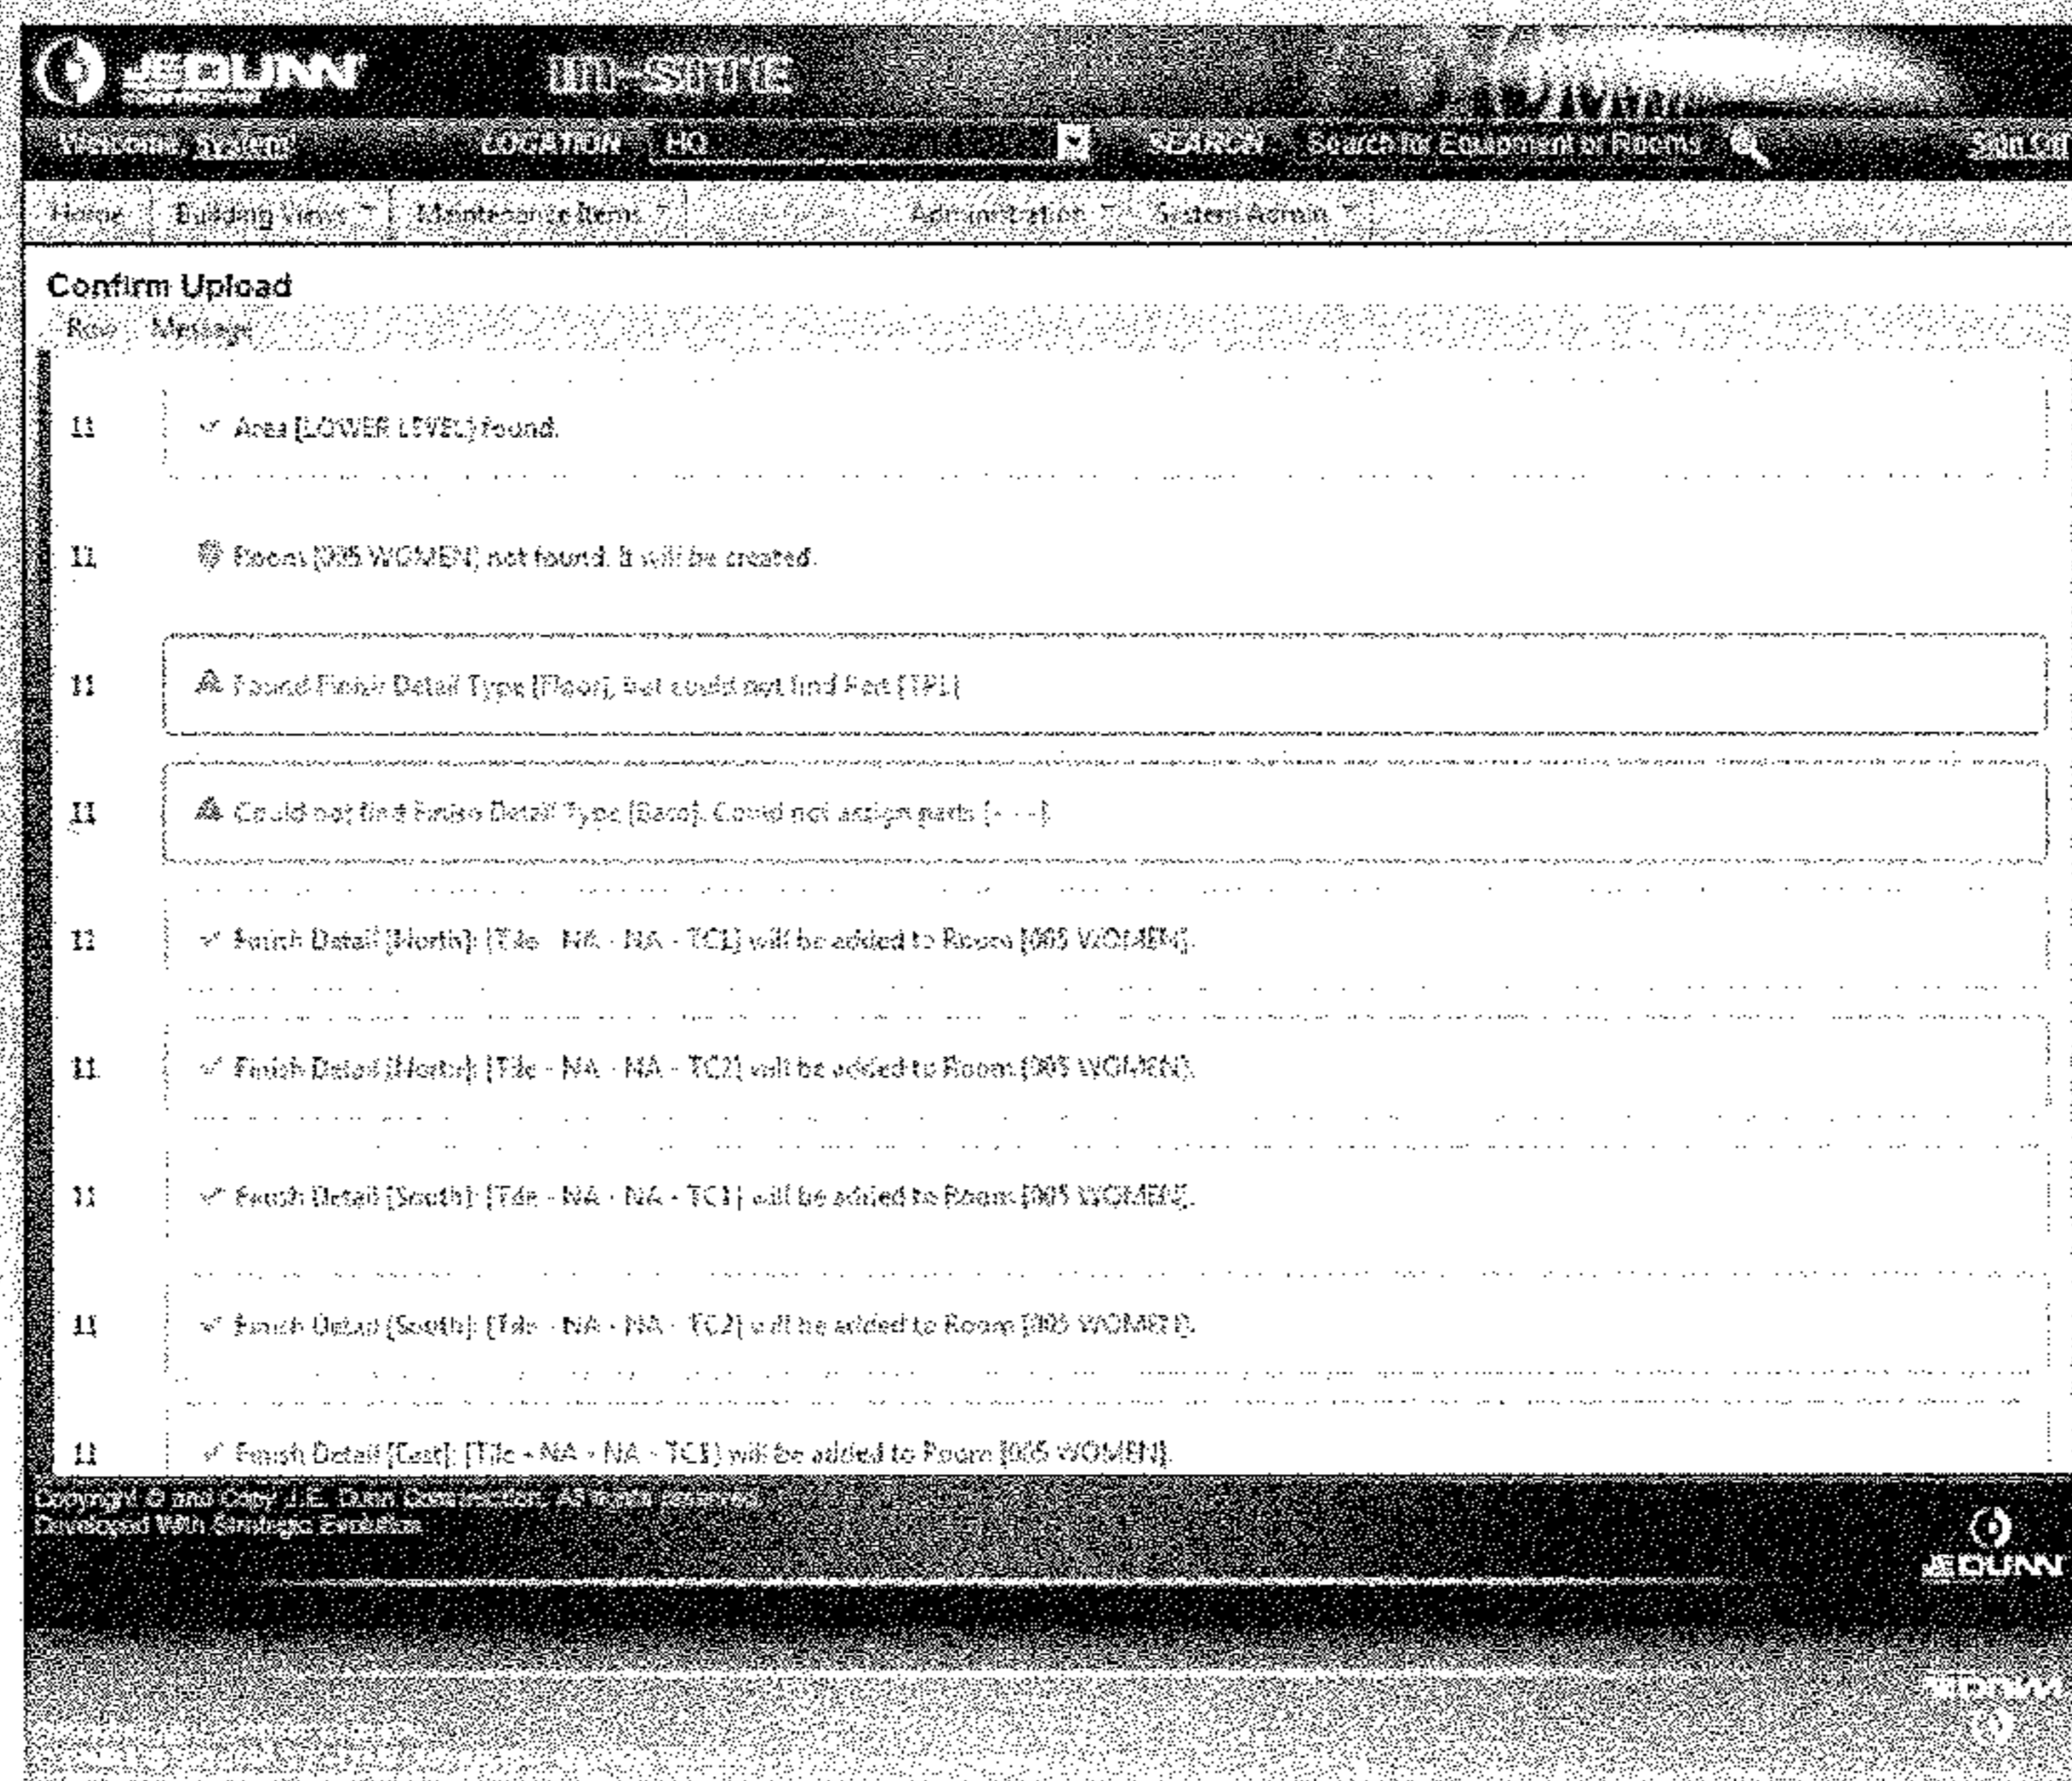 JE DUNN
CONSTRUCTION
IN-SITE
Welcome, System! LOCATION HQ SEARCH Search for Equipment or Rooms Sign Off
Home Building Views Maintenance Items Administration System Admin
Confirm Upload
Row Message
11 Area [LOWER LEVEL] found.
11 Room [005 WOMEN] not found. It will be created.
11 Found Finish Detail Type [Floor], but could not find Part [TP1]
11 Could not find Finish Detail Type [Base]. Could not assign parts [- - -].
11 Finish Detail [North]: [Tile - NA - NA - TC1] will be added to Room [005 WOMEN].
11 Finish Detail [North]: [Tile - NA - NA - TC2] will be added to Room [005 WOMEN].
11 Finish Detail [South]: [Tile - NA - NA - TC1] will be added to Room [005 WOMEN].
11 Finish Detail [South]: [Tile - NA - NA - TC2] will be added to Room [005 WOMEN].
11 Finish Detail [East]: [Tile - NA - NA - TC1] will be added to Room [005 WOMEN].
Copyright © and Copy J.E. Dunn Construction. All rights reserved.
Developed With Strategic Evolution
JE DUNN